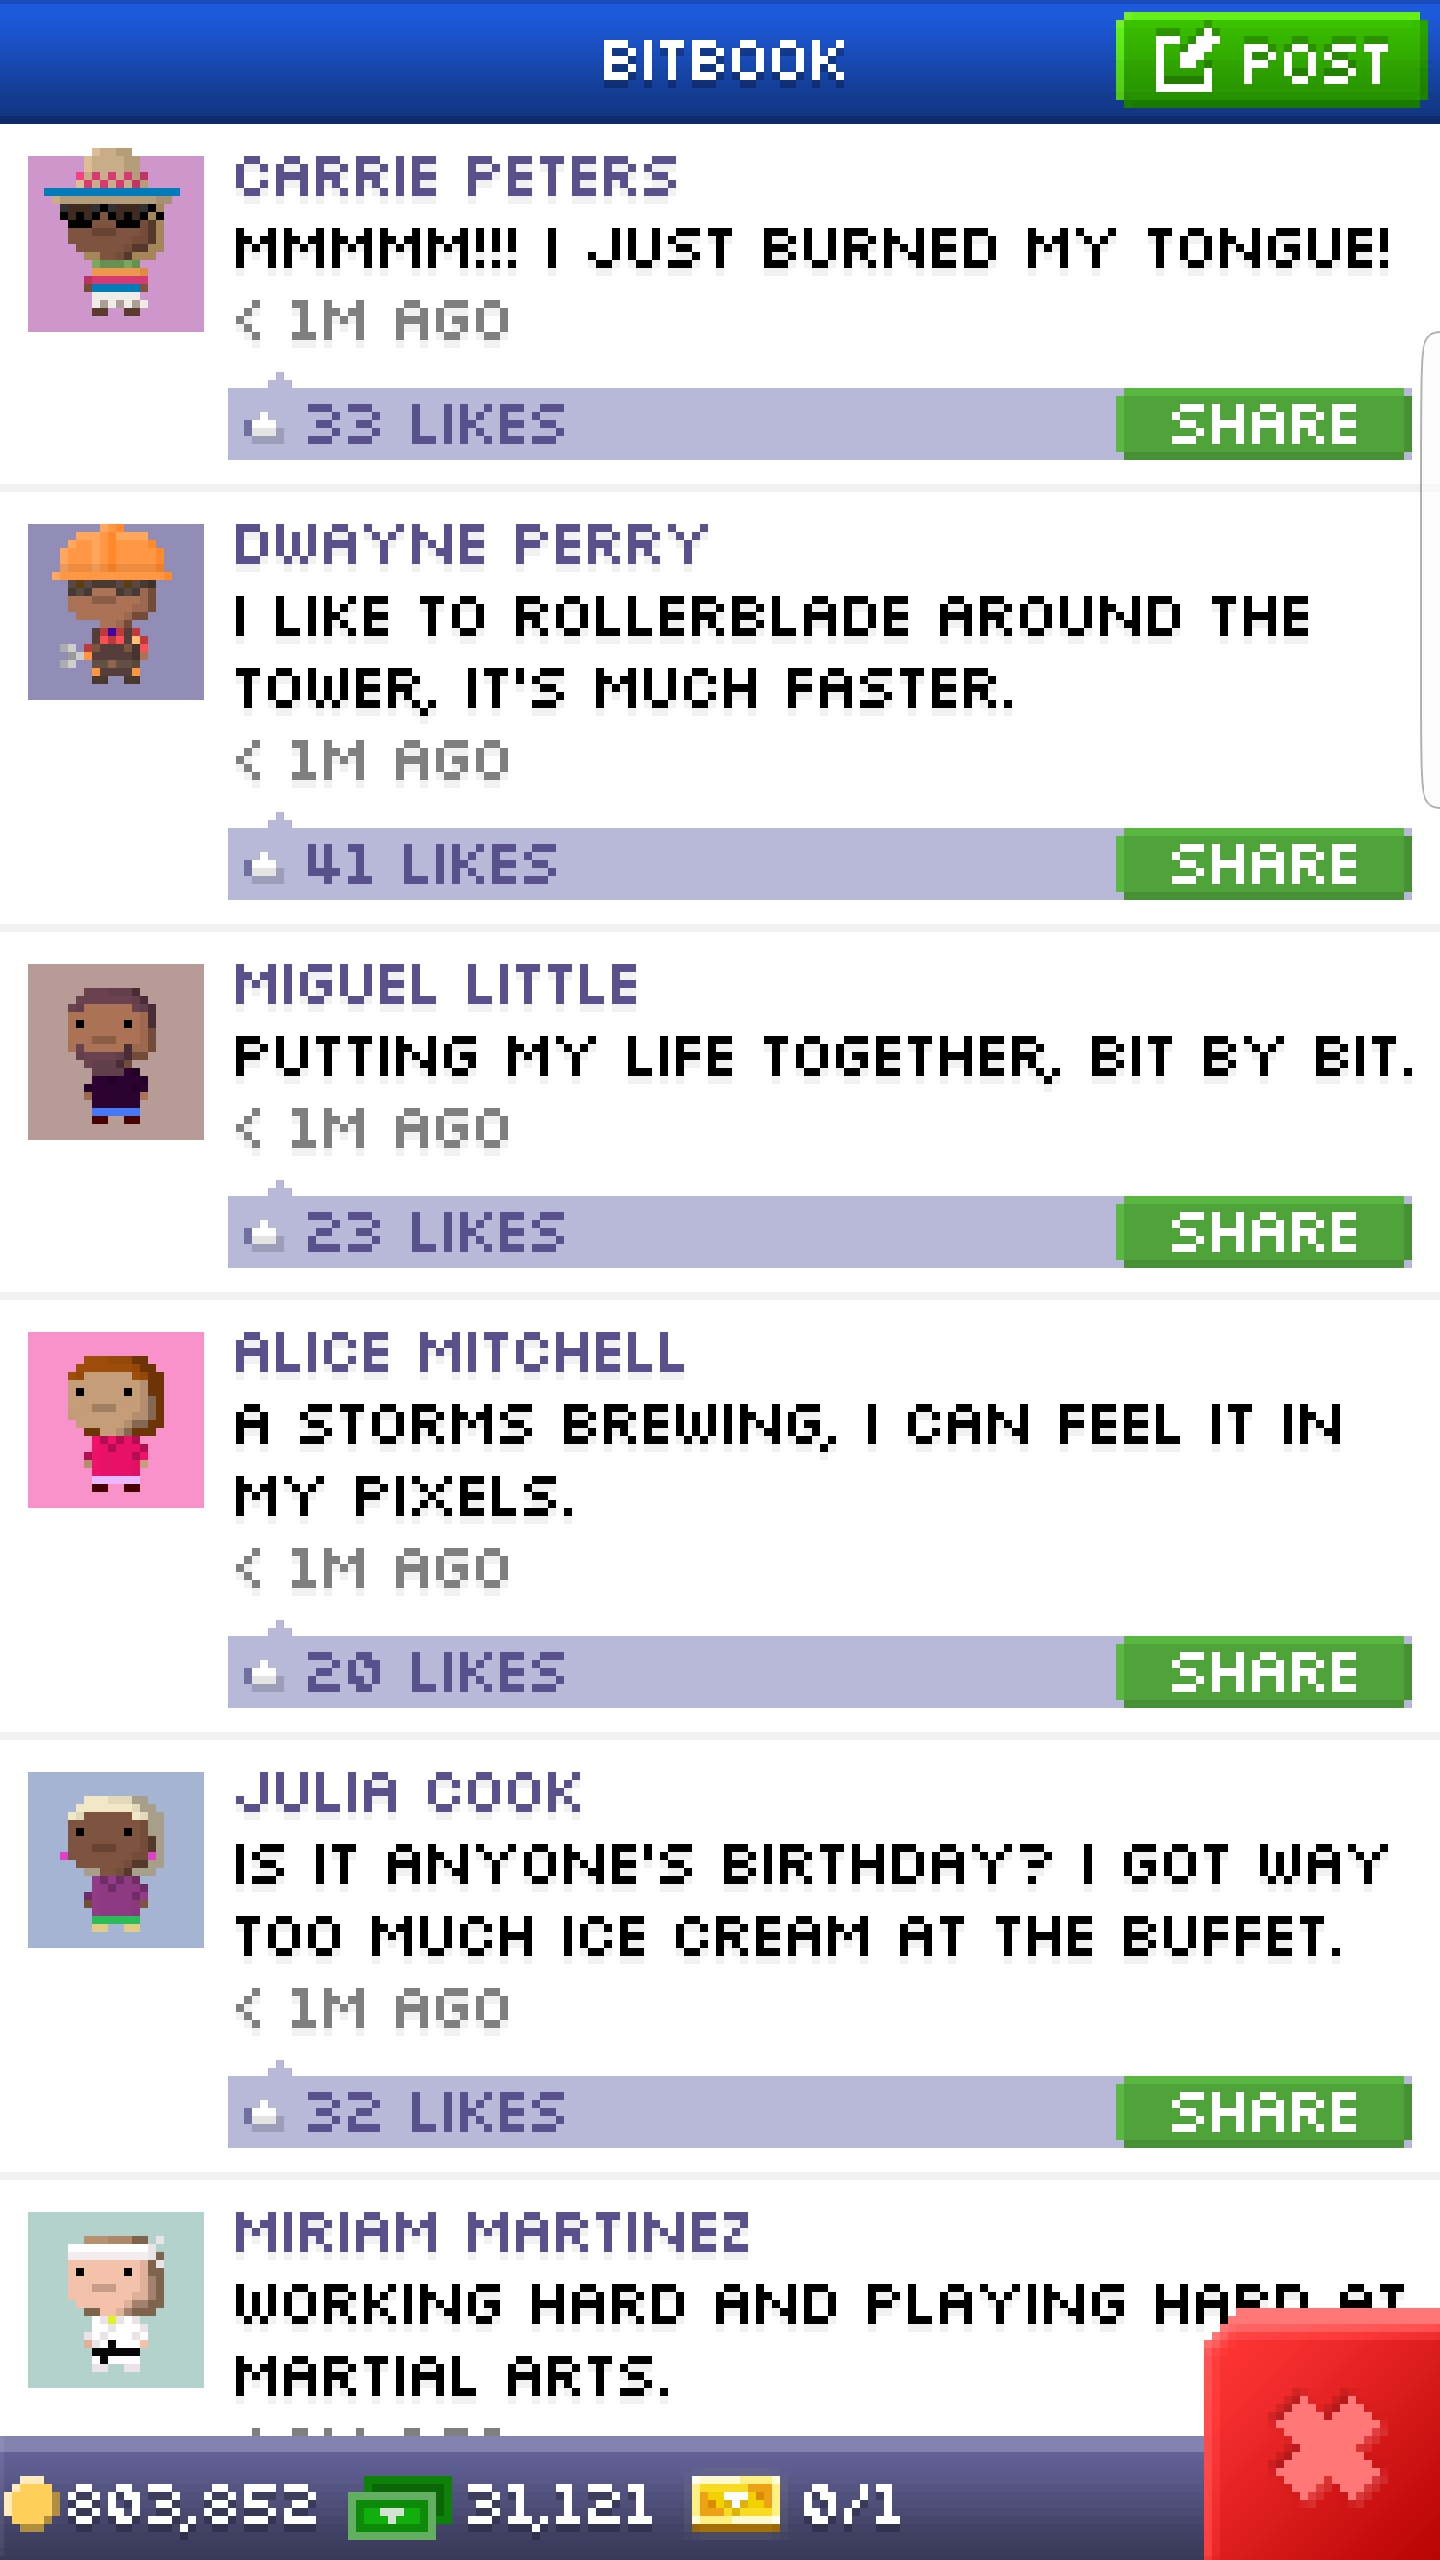 BITBOOK
POST
CARRIE PETERS
MMMMM!!! I JUST BURNED MY TONGUE!
< 1M AGO
33 LIKES
SHARE
DWAYNE PERRY
I LIKE TO ROLLERBLADE AROUND THE
TOWER, IT'S MUCH FASTER.
< 1M AGO
41 LIKES
SHARE
MIGUEL LITTLE
PUTTING MY LIFE TOGETHER, BIT BY BIT.
< 1M AGO
23 LIKES
SHARE
ALICE MITCHELL
A STORMS BREWING, I CAN FEEL IT IN
MY PIXELS.
< 1M AGO
20 LIKES
SHARE
JULIA COOK
IS IT ANYONE'S BIRTHDAY? I GOT WAY
TOO MUCH ICE CREAM AT THE BUFFET.
< 1M AGO
32 LIKES
SHARE
MIRIAM MARTINEZ
WORKING HARD AND PLAYING HARD AT
MARTIAL ARTS.
803,852
31,121
0/1